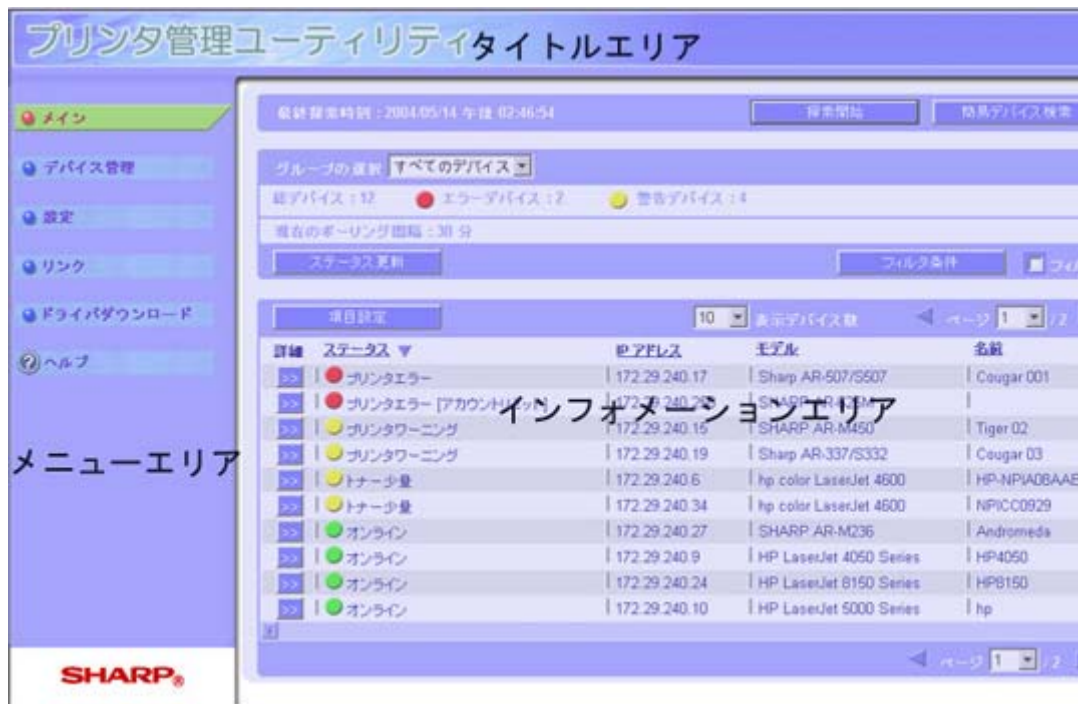 プリンタ管理ユーティリティ
タイトルエリア
メイン
デバイス管理
設定
リンク
ドライバダウンロード
ヘルプ
メニューエリア
SHARP®
最終探索時刻 : 2004/05/14 午後 02:46:54
探索開始
簡易デバイス検索
グループの選択 すべてのデバイス
総デバイス : 12 エラーデバイス : 2 警告デバイス : 4
現在のポーリング間隔 : 30 分
ステータス更新 フィルタ条件
項目設定 10 表示デバイス数 ページ 1 / 2
詳細 ステータス IP アドレス モデル 名前
>> プリンタエラー 172.29.240.17 Sharp AR-507/S507 Cougar 001
>> プリンタエラー
インフォメーションエリア
>> プリンタワーニング 172.29.240.15 SHARP AR-M450 Tiger 02
>> プリンタワーニング 172.29.240.19 Sharp AR-337/S332 Cougar 03
>> トナー少量 172.29.240.6 hp color LaserJet 4600
>> トナー少量 172.29.240.34 hp color LaserJet 4600 NPICC0929
>> オンライン 172.29.240.27 SHARP AR-M236 Andromeda
>> オンライン 172.29.240.9 HP LaserJet 4050 Series HP4050
>> オンライン 172.29.240.24 HP LaserJet 8150 Series HP8150
>> オンライン 172.29.240.10 HP LaserJet 5000 Series hp
ページ 1 / 2